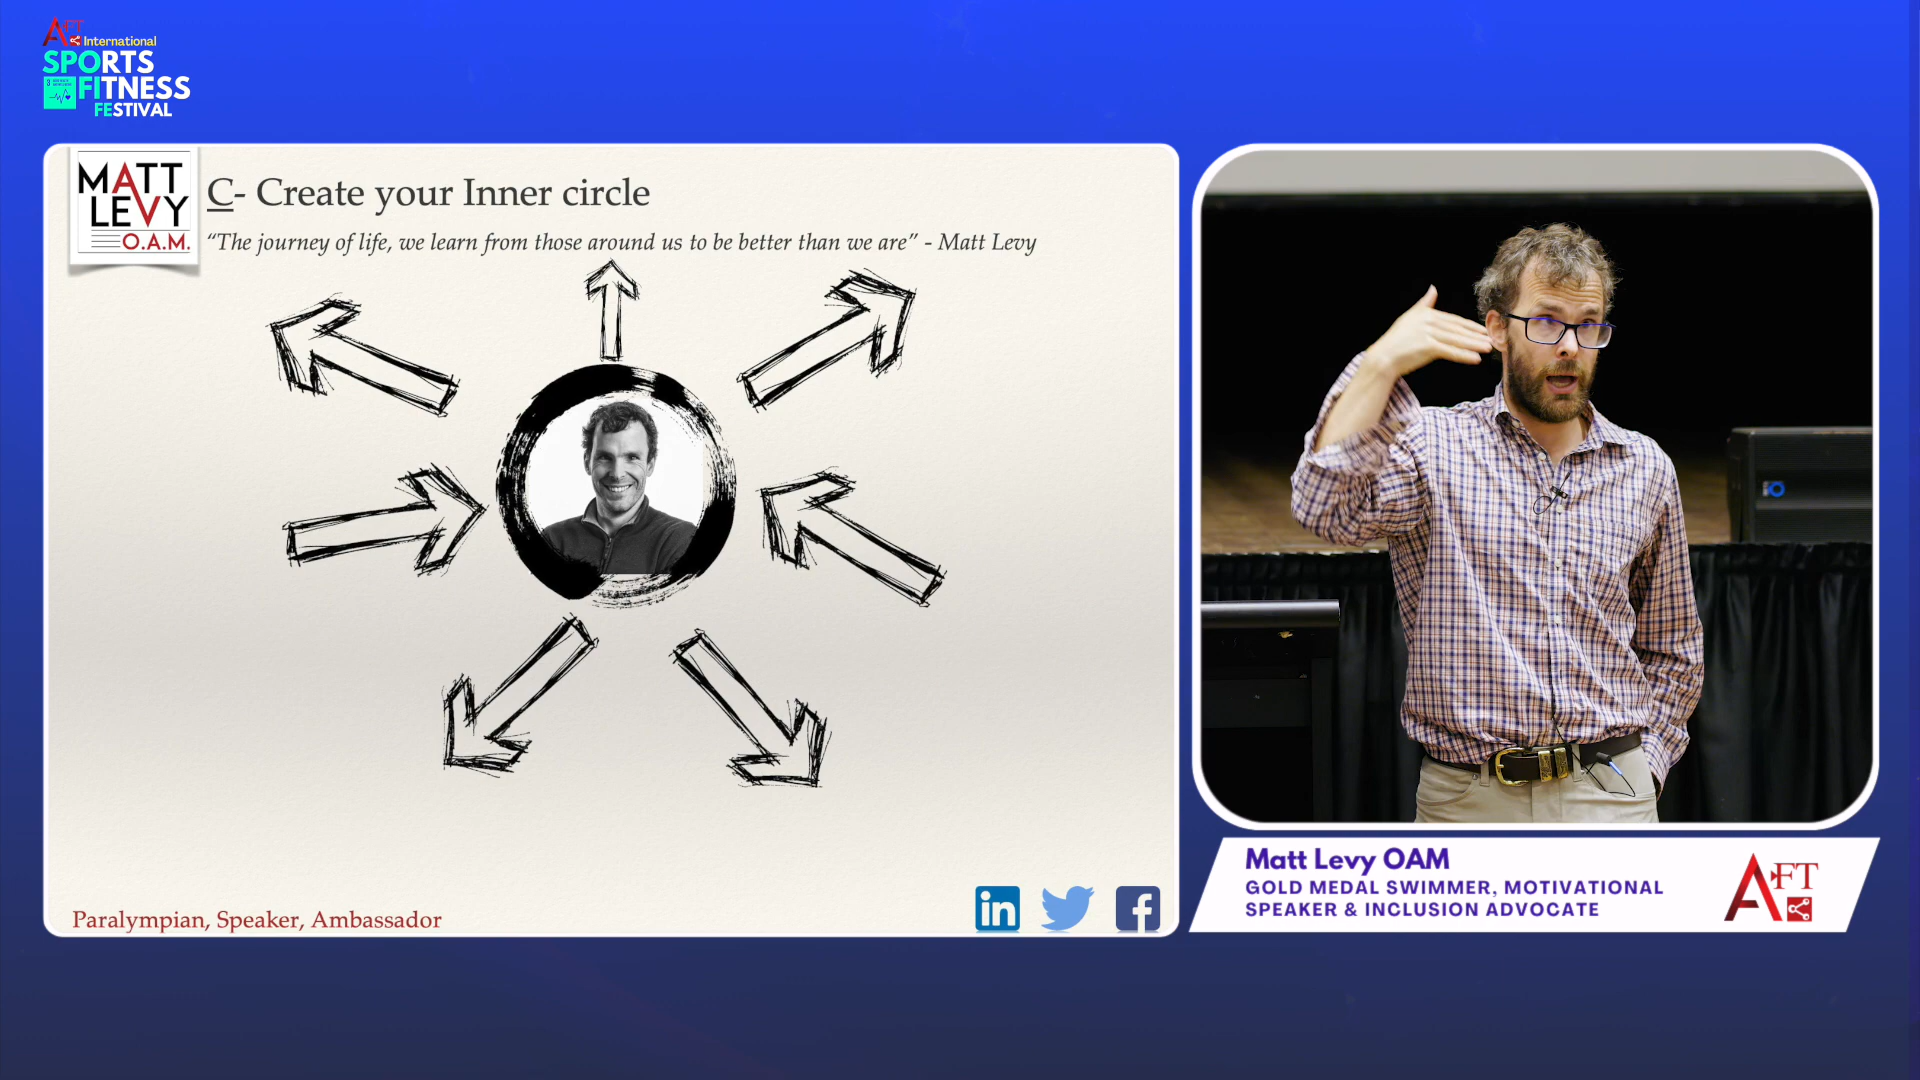 AFT
International
SPORTS
FITNESS
FESTIVAL
MATT
LEVY
O.A.M.
C- Create your Inner circle
“The journey of life, we learn from those around us to be better than we are” - Matt Levy
Paralympian, Speaker, Ambassador
in
f
Matt Levy OAM
GOLD MEDAL SWIMMER, MOTIVATIONAL
SPEAKER & INCLUSION ADVOCATE
AFT